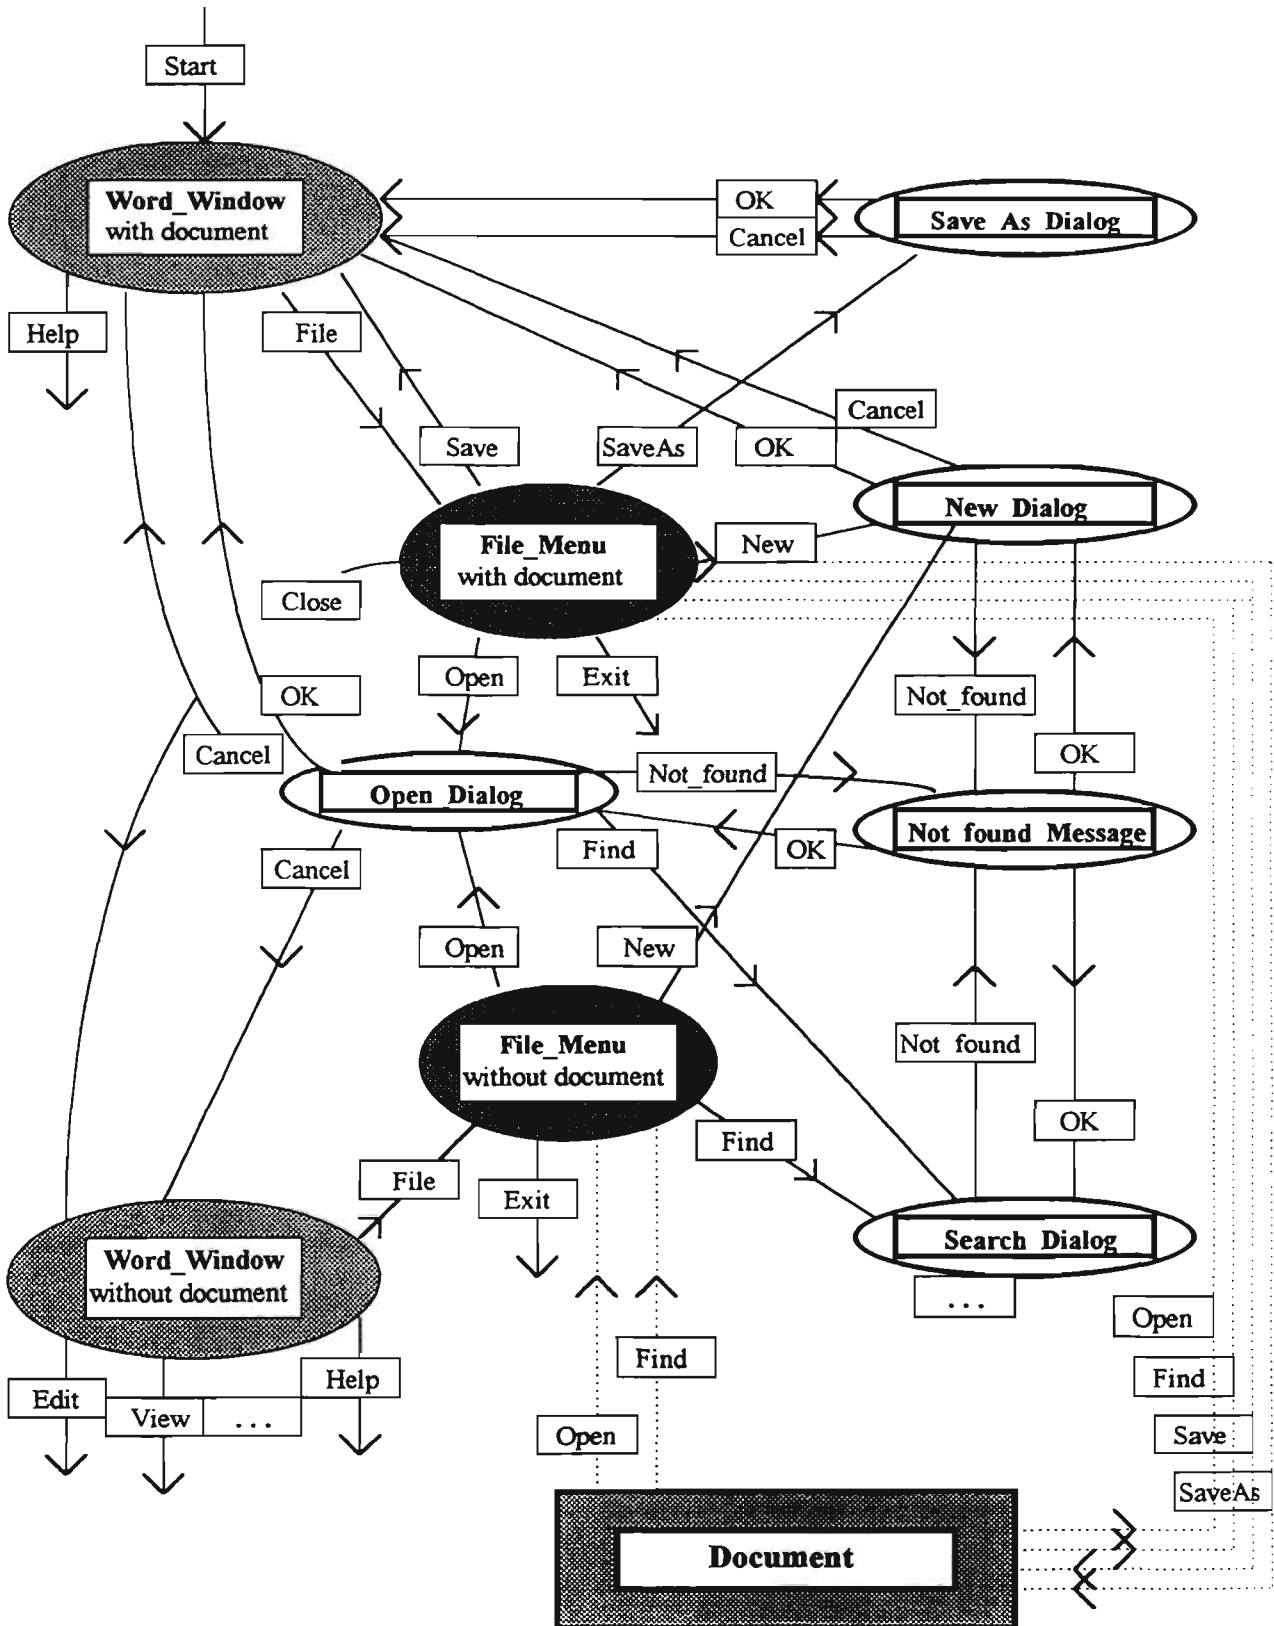 Start
Word_Window
with document
OK
Cancel
Save As Dialog
Help
File
Cancel
Save
SaveAs
OK
New Dialog
File_Menu
with document
New
Close
Open
Exit
OK
Not_found
Cancel
OK
Not_found
Open Dialog
Not found Message
Find
OK
Cancel
Open
New
File_Menu
without document
Not found
OK
Find
File
Exit
Search Dialog
Word_Window
without document
. . .
Open
Find
Help
Find
Edit
View
. . .
Open
Save
SaveAs
Document